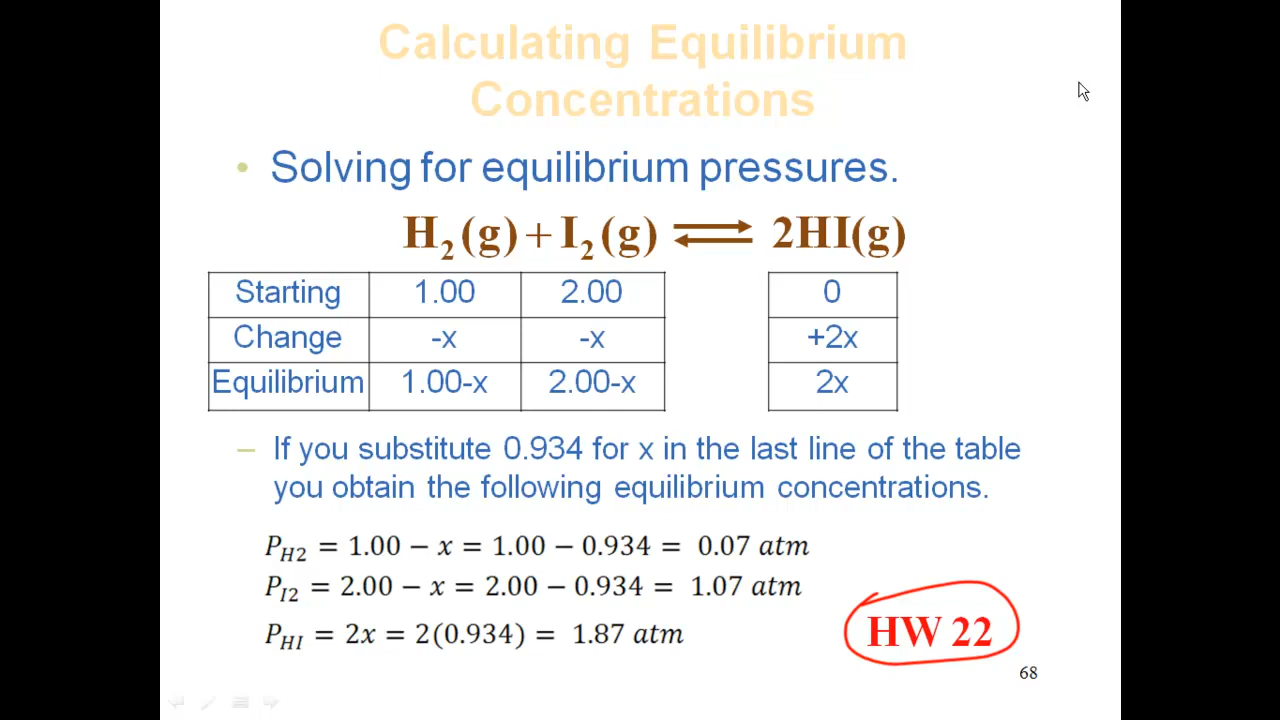 Calculating Equilibrium
Concentrations
• Solving for equilibrium pressures.
H₂(g) + I₂(g) ⇌ 2HI(g)
Starting 1.00 2.00 0
Change -x -x +2x
Equilibrium 1.00-x 2.00-x 2x
– If you substitute 0.934 for x in the last line of the table
you obtain the following equilibrium concentrations.
P_H2 = 1.00 − x = 1.00 − 0.934 = 0.07 atm
P_I2 = 2.00 − x = 2.00 − 0.934 = 1.07 atm
P_HI = 2x = 2(0.934) = 1.87 atm
HW 22
68